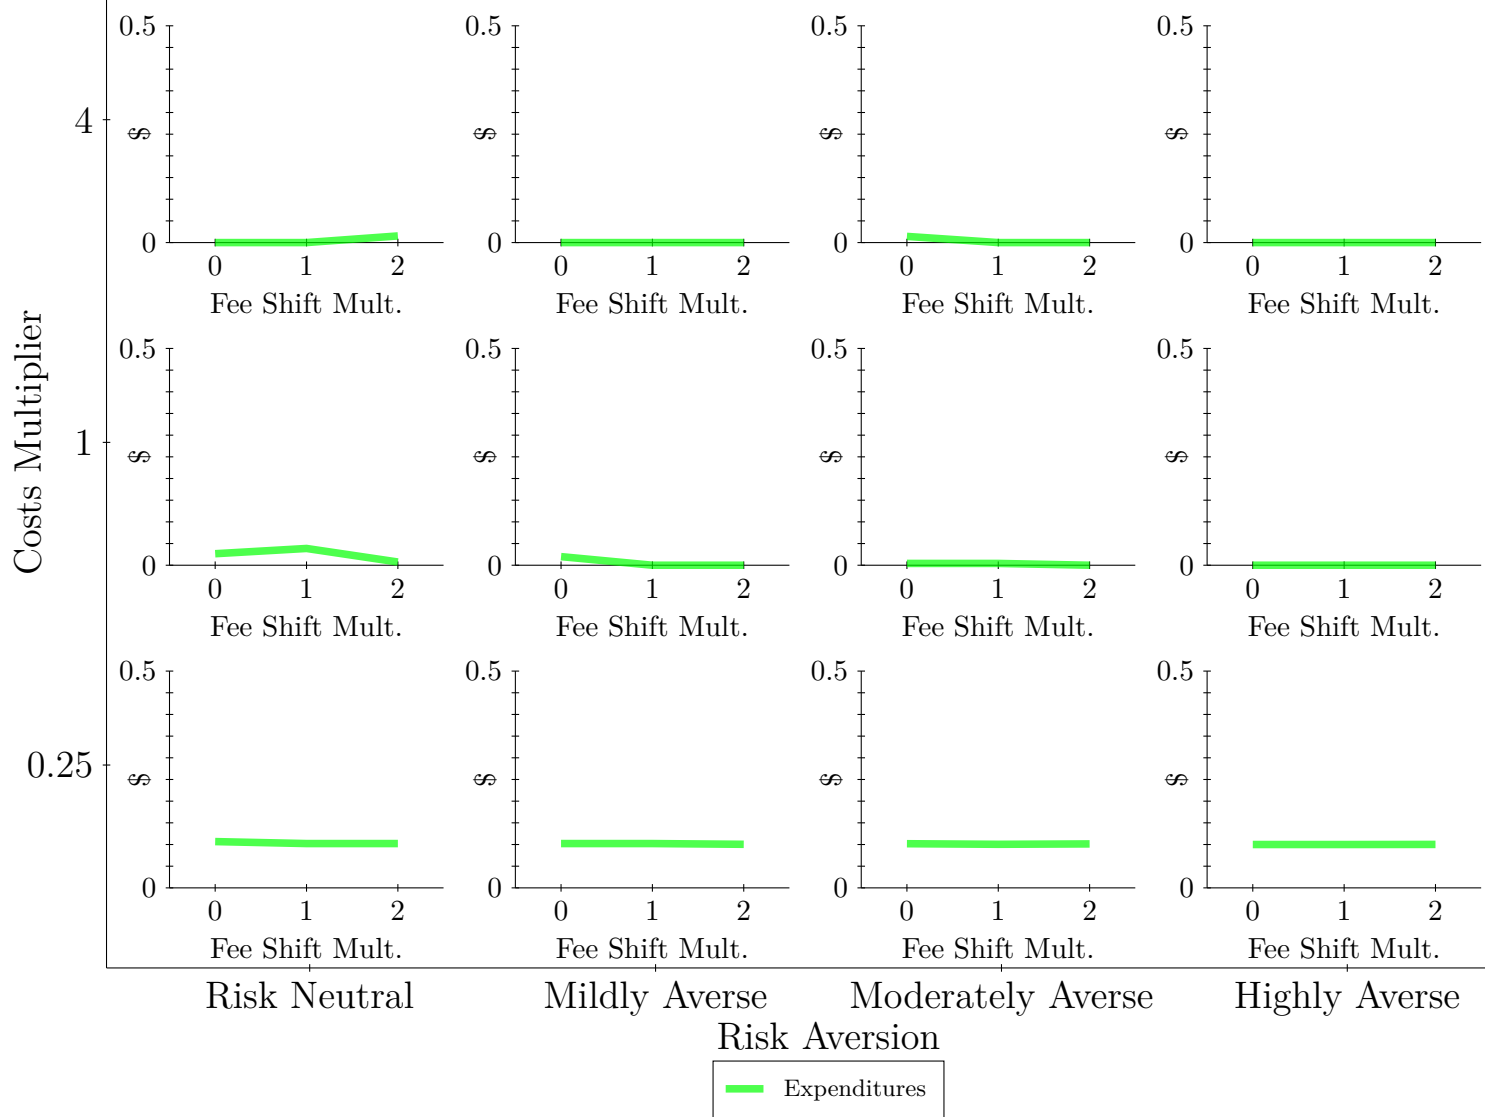 0.5 0.5 0.5 0.5
4
$ $ $ $
0 0 0 0
0 1 2 0 1 2 0 1 2 0 1 2
Fee Shift Mult. Fee Shift Mult. Fee Shift Mult. Fee Shift Mult.
Costs Multiplier
0.5 0.5 0.5 0.5
1
$ $ $ $
0 0 0 0
0 1 2 0 1 2 0 1 2 0 1 2
Fee Shift Mult. Fee Shift Mult. Fee Shift Mult. Fee Shift Mult.
0.5 0.5 0.5 0.5
0.25
$ $ $ $
0 0 0 0
0 1 2 0 1 2 0 1 2 0 1 2
Fee Shift Mult. Fee Shift Mult. Fee Shift Mult. Fee Shift Mult.
Risk Neutral Mildly Averse Moderately Averse Highly Averse
Risk Aversion
Expenditures